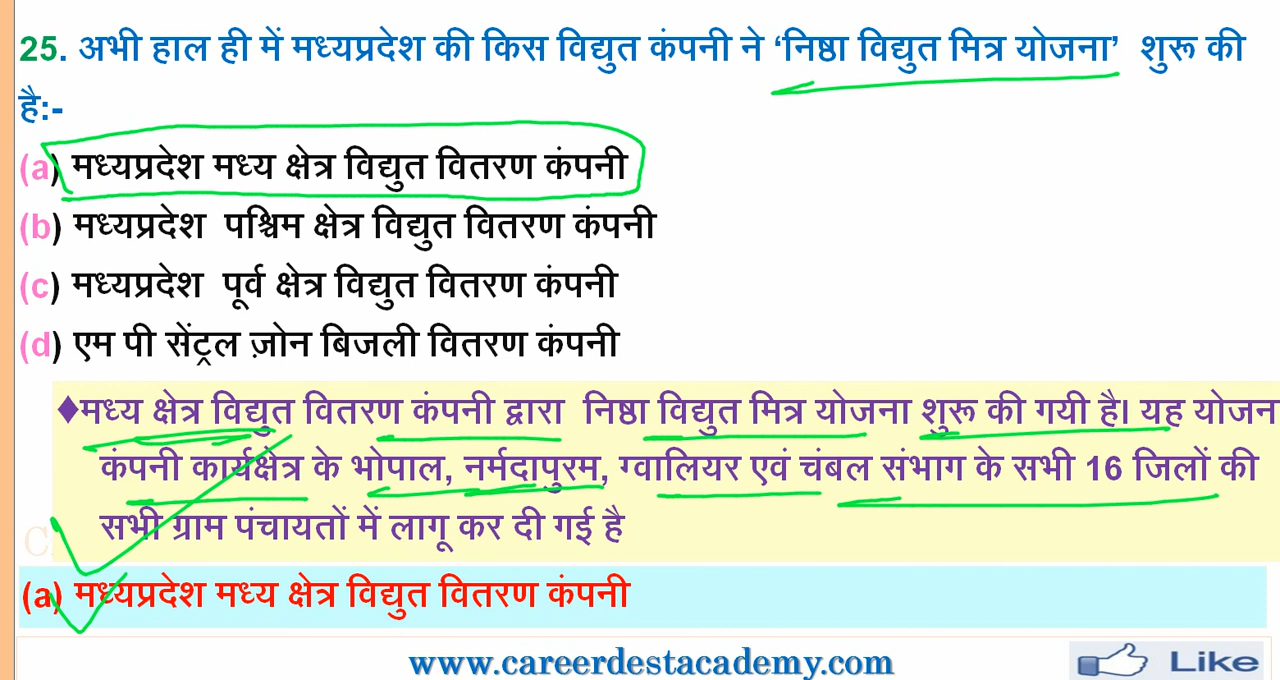 25. अभी हाल ही में मध्यप्रदेश की किस विद्युत कंपनी ने ‘निष्ठा विद्युत मित्र योजना’ शुरू की
है:-
(a) मध्यप्रदेश मध्य क्षेत्र विद्युत वितरण कंपनी
(b) मध्यप्रदेश पश्चिम क्षेत्र विद्युत वितरण कंपनी
(c) मध्यप्रदेश पूर्व क्षेत्र विद्युत वितरण कंपनी
(d) एम पी सेंट्रल ज़ोन बिजली वितरण कंपनी
♦मध्य क्षेत्र विद्युत वितरण कंपनी द्वारा निष्ठा विद्युत मित्र योजना शुरू की गयी है। यह योजन
कंपनी कार्यक्षेत्र के भोपाल, नर्मदापुरम, ग्वालियर एवं चंबल संभाग के सभी 16 जिलों की
सभी ग्राम पंचायतों में लागू कर दी गई है
C
(a) मध्यप्रदेश मध्य क्षेत्र विद्युत वितरण कंपनी
www.careerdestacademy.com
Like